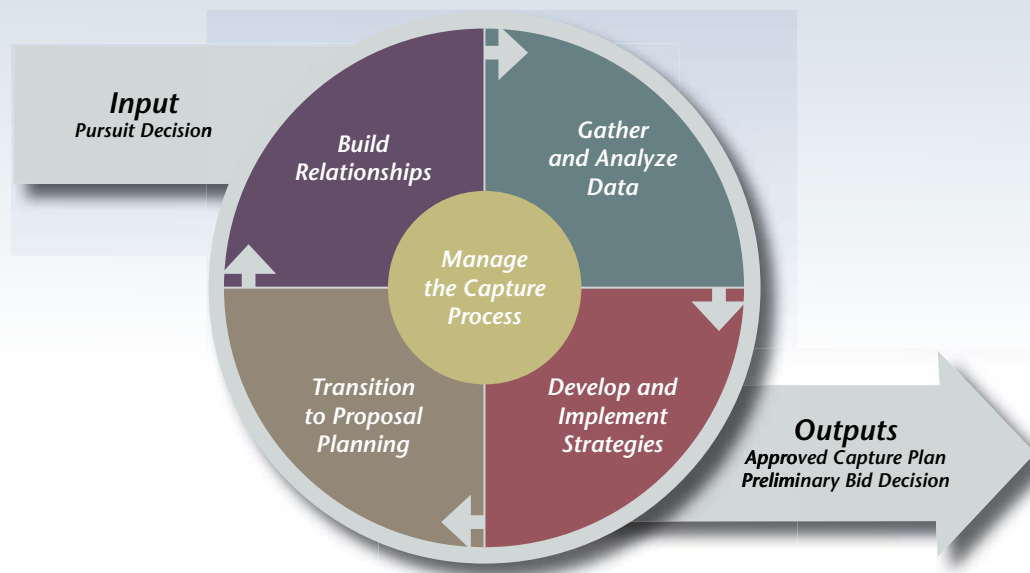 Input
Pursuit Decision
Build
Relationships
Gather
and Analyze
Data
Manage
the Capture
Process
Transition
to Proposal
Planning
Develop and
Implement
Strategies
Outputs
Approved Capture Plan
Preliminary Bid Decision